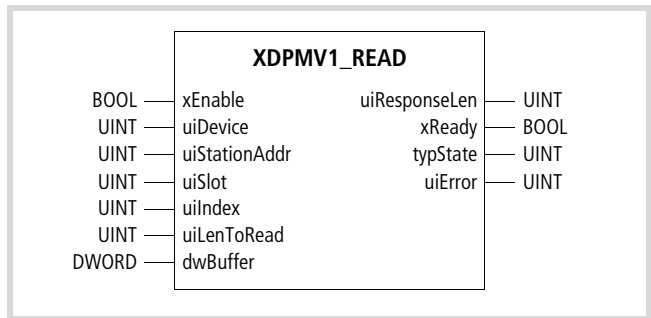 XDPMV1_READ
BOOL xEnable uiResponseLen UINT
UINT uiDevice xReady BOOL
UINT uiStationAddr typState UINT
UINT uiSlot uiError UINT
UINT uiIndex
UINT uiLenToRead
DWORD dwBuffer